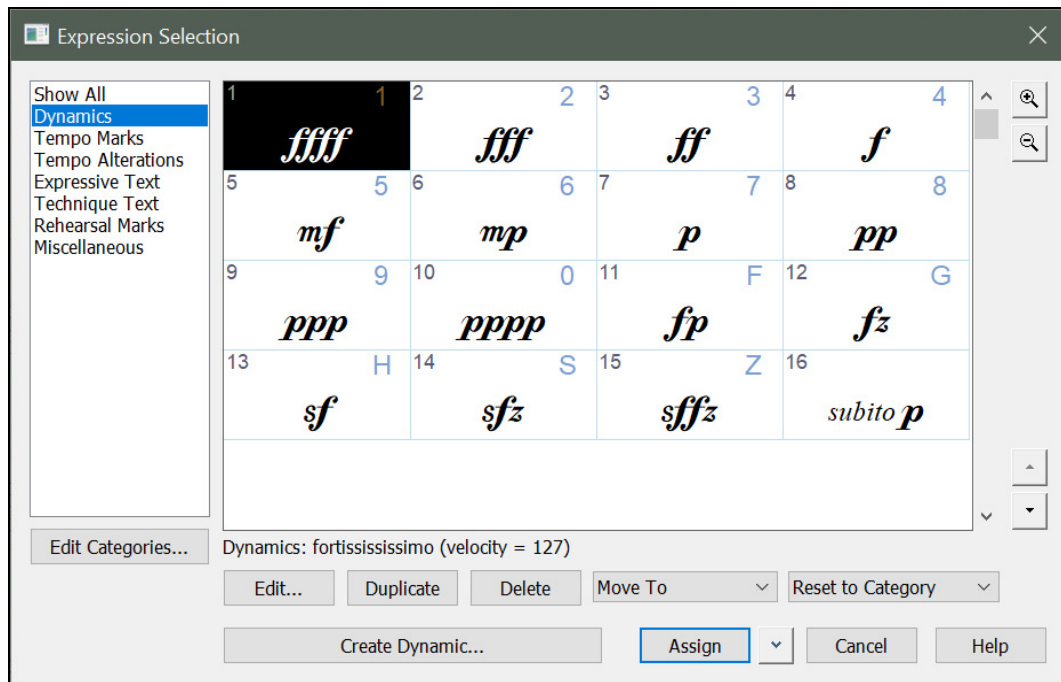 Expression Selection
Show All
Dynamics
Tempo Marks
Tempo Alterations
Expressive Text
Technique Text
Rehearsal Marks
Miscellaneous
1 1 2 2 3 3 4 4
ffff fff ff f
5 5 6 6 7 7 8 8
mf mp p pp
9 9 10 0 11 F 12 G
ppp pppp fp fz
13 H 14 S 15 Z 16
sf sfz sffz subito p
Edit Categories...
Dynamics: fortissississimo (velocity = 127)
Edit... Duplicate Delete Move To Reset to Category
Create Dynamic... Assign Cancel Help